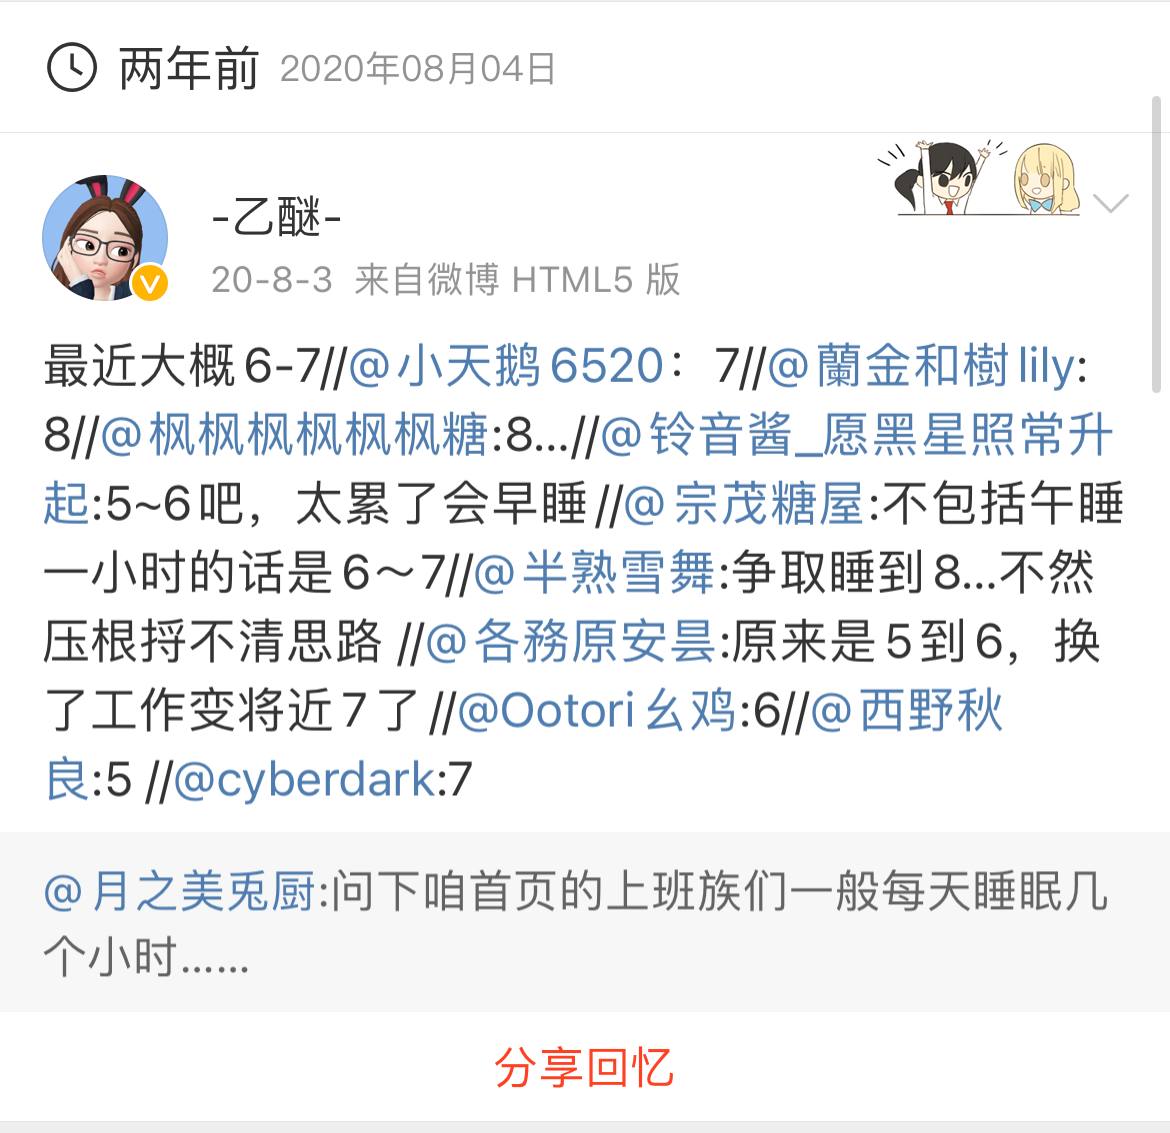 两年前 2020年08月04日
-乙醚-
20-8-3 来自微博 HTML5 版
最近大概6-7//@小天鹅6520：7//@蘭金和樹lily:
8//@枫枫枫枫枫枫糖:8...//@铃音酱_愿黑星照常升
起:5~6吧，太累了会早睡//@宗茂糖屋:不包括午睡
一小时的话是6～7//@半熟雪舞:争取睡到8...不然
压根捋不清思路 //@各務原安昙:原来是5到6，换
了工作变将近7了 //@Ootori幺鸡:6//@西野秋
良:5 //@cyberdark:7
@月之美兎厨:问下咱首页的上班族们一般每天睡眠几
个小时……
分享回忆